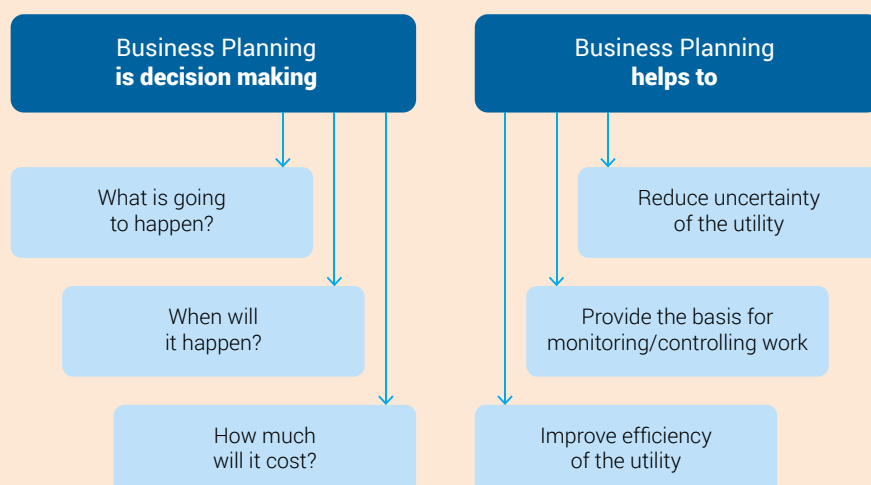 Business Planning
is decision making
What is going
to happen?
When will
it happen?
How much
will it cost?
Business Planning
helps to
Reduce uncertainty
of the utility
Provide the basis for
monitoring/controlling work
Improve efficiency
of the utility